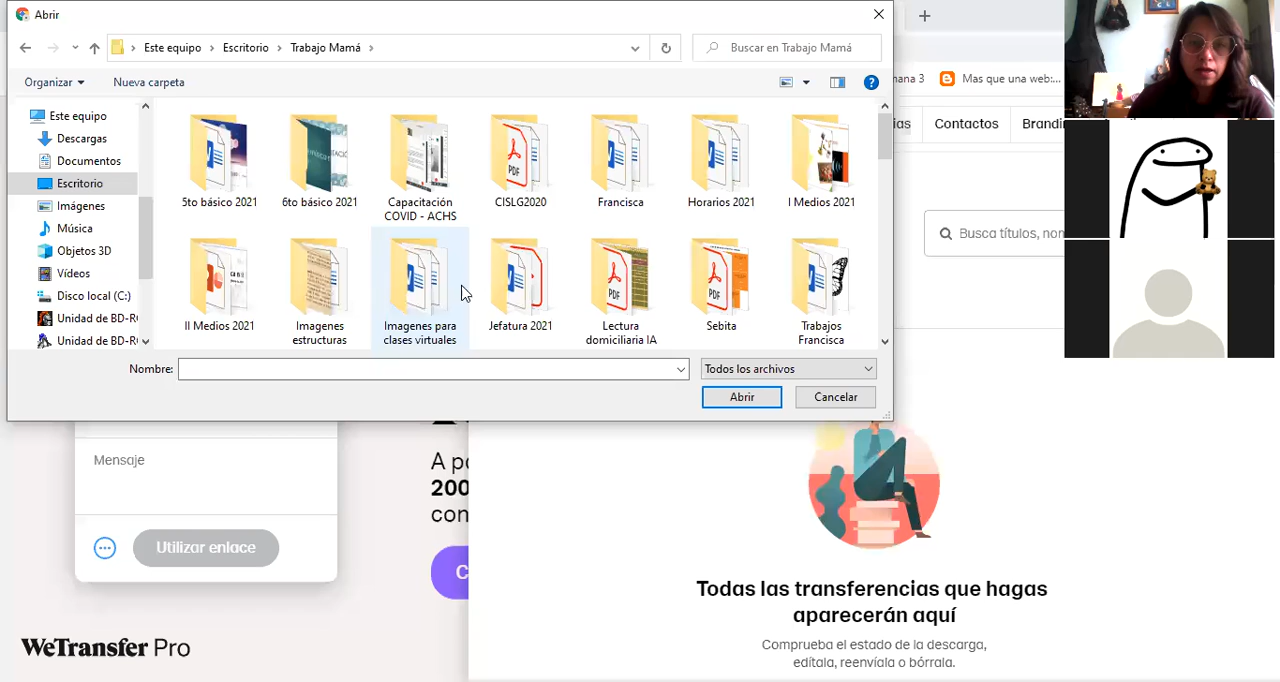 Abrir
Este equipo > Escritorio > Trabajo Mamá >
Buscar en Trabajo Mamá
Organizar
Nueva carpeta
Este equipo
Descargas
Documentos
Escritorio
Imágenes
Música
Objetos 3D
Vídeos
Disco local (C:)
Unidad de BD-R
Unidad de BD-R
5to básico 2021
6to básico 2021
Capacitación
COVID - ACHS
CISLG2020
Francisca
Horarios 2021
I Medios 2021
II Medios 2021
Imagenes
estructuras
Imagenes para
clases virtuales
Jefatura 2021
Lectura
domiciliaria IA
Sebita
Trabajos
Francisca
Nombre:
Todos los archivos
Abrir
Cancelar
ana 3
Mas que una web:...
ias
Contactos
Brandin
Busca títulos, nom
Mensaje
Utilizar enlace
A po
200
con
C
WeTransfer Pro
Todas las transferencias que hagas
aparecerán aquí
Comprueba el estado de la descarga,
edítala, reenvíala o bórrala.